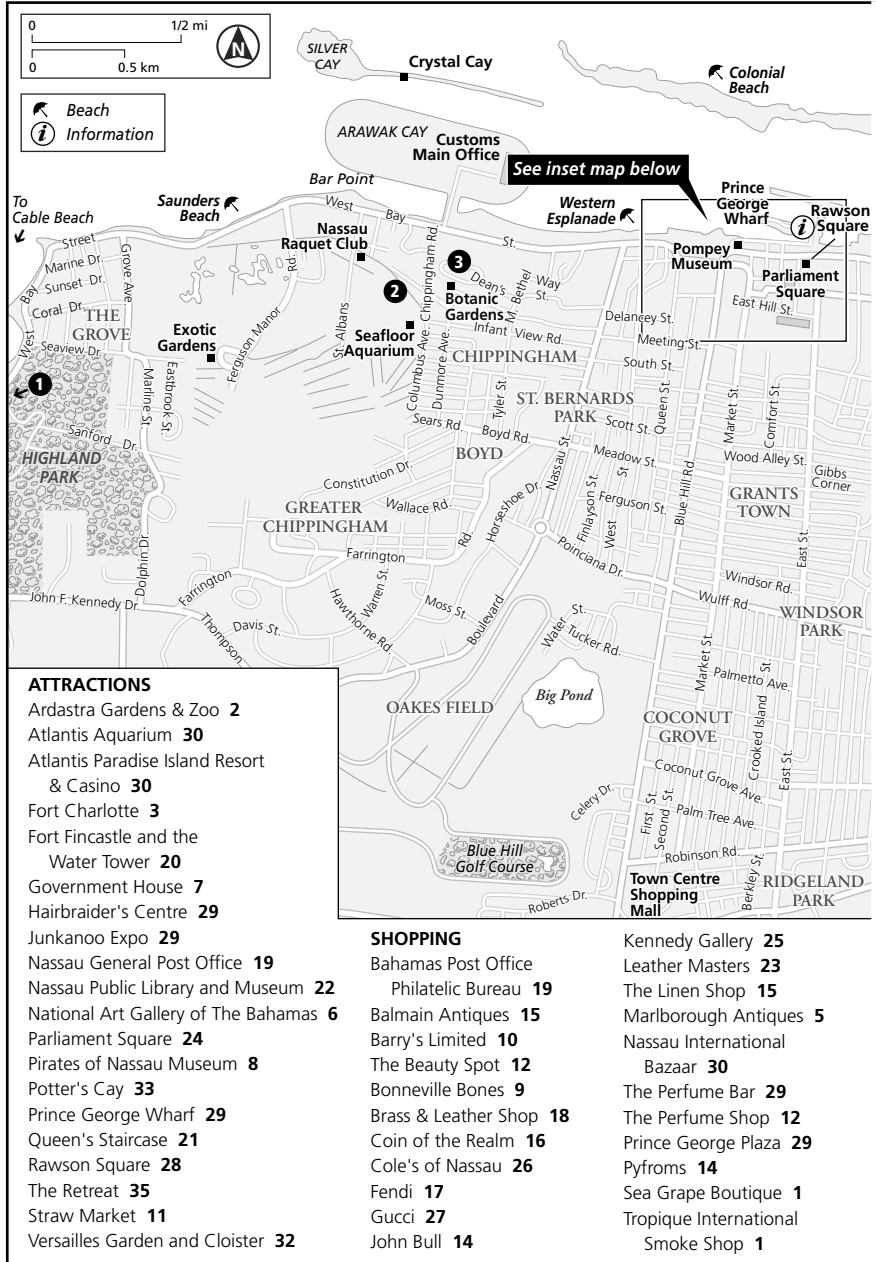 0 1/2 mi
N
0 0.5 km
Beach
i Information
SILVER
CAY
Crystal Cay
Colonial
Beach
ARAWAK CAY
Customs
Main Office
See inset map below
Bar Point
To
Cable Beach
Saunders
Beach
West Bay St.
Western
Esplanade
Prince
George
Wharf
i
Rawson
Square
Nassau
Raquet Club
Pompey
Museum
Parliament
Square
West Bay Street
Marine Dr.
Sunset Dr.
Coral Dr.
Grove Ave.
THE
GROVE
Seaview Dr.
Exotic
Gardens
Ferguson Manor Rd.
St. Albans
2
Seafloor
Aquarium
Chippingham Rd.
3
Botanic
Gardens
Dean's
Way
St.
M. Bethel
Infant View Rd.
Delancey St.
East Hill St.
Meeting St.
CHIPPINGHAM
South St.
1
Martine St.
Eastbrook St.
Columbus Ave.
Dunmore Ave.
Tyler St.
ST. BERNARDS
PARK
Queen St.
Scott St.
Market St.
Comfort St.
Sanford Dr.
HIGHLAND
PARK
Sears Rd.
Boyd Rd.
BOYD
Nassau St.
Meadow St.
Wood Alley St.
Gibbs
Corner
Constitution Dr.
Wallace Rd.
GREATER
CHIPPINGHAM
Horseshoe Dr.
Finlayson St.
West St.
Ferguson St.
Blue Hill Rd.
GRANTS
TOWN
East St.
Farrington Rd.
Dolphin Dr.
Poinciana Dr.
Windsor Rd.
Wulff Rd.
WINDSOR
PARK
John F. Kennedy Dr.
Farrington
Warren St.
Hawthorne Rd.
Moss St.
Boulevard
Water St.
Tucker Rd.
Thompson
Davis St.
Market St.
Palmetto Ave.
OAKES FIELD
Big Pond
COCONUT
GROVE
Crooked Island St.
East St.
Coconut Grove Ave.
Celery Dr.
First St.
Second St.
Palm Tree Ave.
Blue Hill
Golf Course
Robinson Rd.
Town Centre
Shopping
Mall
Berkley St.
RIDGELAND
PARK
Roberts Dr.
ATTRACTIONS
Ardastra Gardens & Zoo 2
Atlantis Aquarium 30
Atlantis Paradise Island Resort
& Casino 30
Fort Charlotte 3
Fort Fincastle and the
Water Tower 20
Government House 7
Hairbraider's Centre 29
Junkanoo Expo 29
Nassau General Post Office 19
Nassau Public Library and Museum 22
National Art Gallery of The Bahamas 6
Parliament Square 24
Pirates of Nassau Museum 8
Potter's Cay 33
Prince George Wharf 29
Queen's Staircase 21
Rawson Square 28
The Retreat 35
Straw Market 11
Versailles Garden and Cloister 32
SHOPPING
Bahamas Post Office
Philatelic Bureau 19
Balmain Antiques 15
Barry's Limited 10
The Beauty Spot 12
Bonneville Bones 9
Brass & Leather Shop 18
Coin of the Realm 16
Cole's of Nassau 26
Fendi 17
Gucci 27
John Bull 14
Kennedy Gallery 25
Leather Masters 23
The Linen Shop 15
Marlborough Antiques 5
Nassau International
Bazaar 30
The Perfume Bar 29
The Perfume Shop 12
Prince George Plaza 29
Pyfroms 14
Sea Grape Boutique 1
Tropique International
Smoke Shop 1